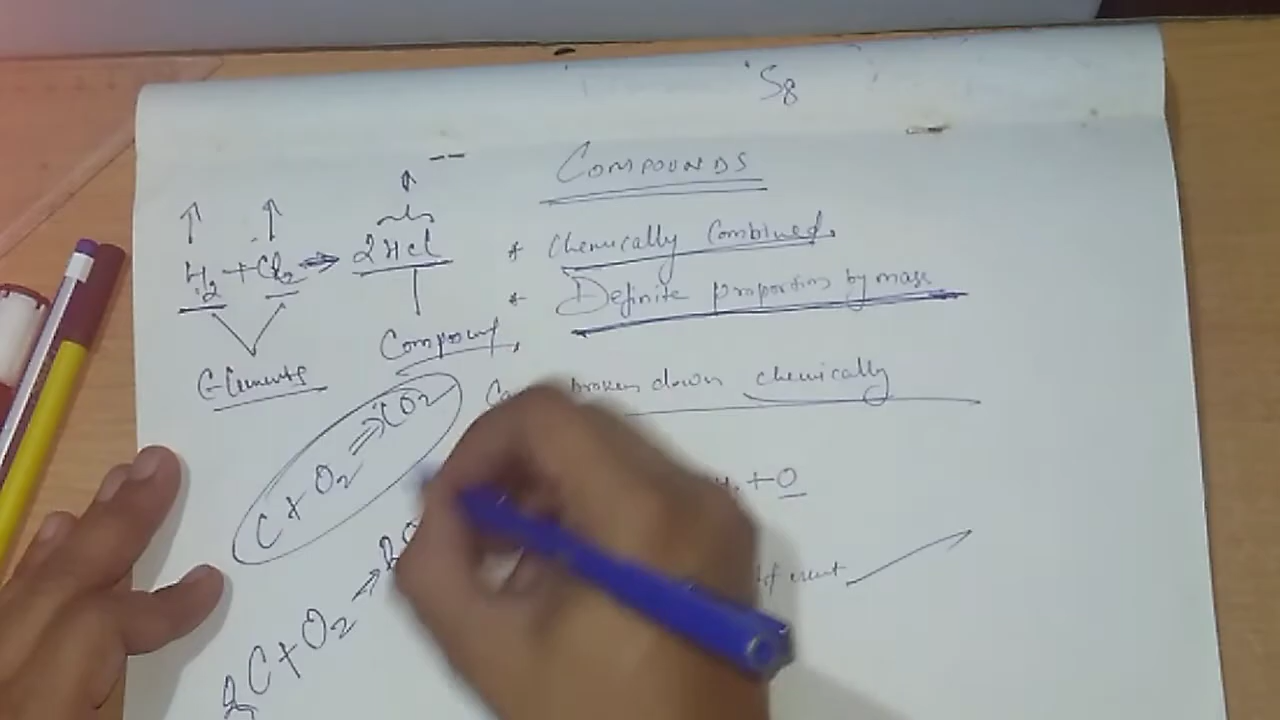 S8
COMPOUNDS
H2 + Cl2 ⇒ 2HCl
* Chemically Combined.
* Definite proportion by mass
Compound
Elements
broken down chemically
C + O2 ⇒ CO2
+ O
2C + O2 →